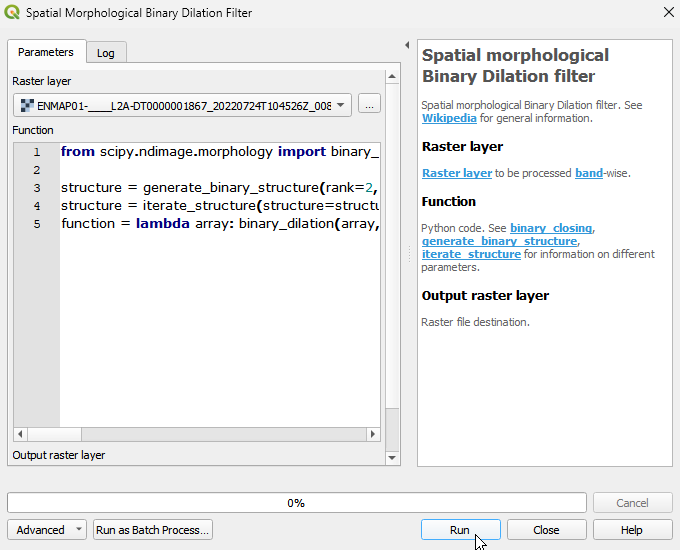 Spatial Morphological Binary Dilation Filter
Parameters
Log
Raster layer
ENMAP01-____L2A-DT0000001867_20220724T104526Z_008
...
Function
1 from scipy.ndimage.morphology import binary_
2
3 structure = generate_binary_structure(rank=2,
4 structure = iterate_structure(structure=structu
5 function = lambda array: binary_dilation(array,
Output raster layer
Spatial morphological
Binary Dilation filter
Spatial morphological Binary Dilation filter. See
Wikipedia for general information.
Raster layer
Raster layer to be processed band-wise.
Function
Python code. See binary_closing,
generate_binary_structure,
iterate_structure for information on different
parameters.
Output raster layer
Raster file destination.
0%
Cancel
Advanced
Run as Batch Process...
Run
Close
Help